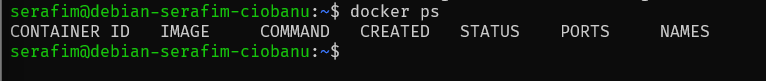 serafim@debian-serafim-ciobanu:~$ docker ps
CONTAINER ID   IMAGE     COMMAND   CREATED   STATUS    PORTS     NAMES
serafim@debian-serafim-ciobanu:~$